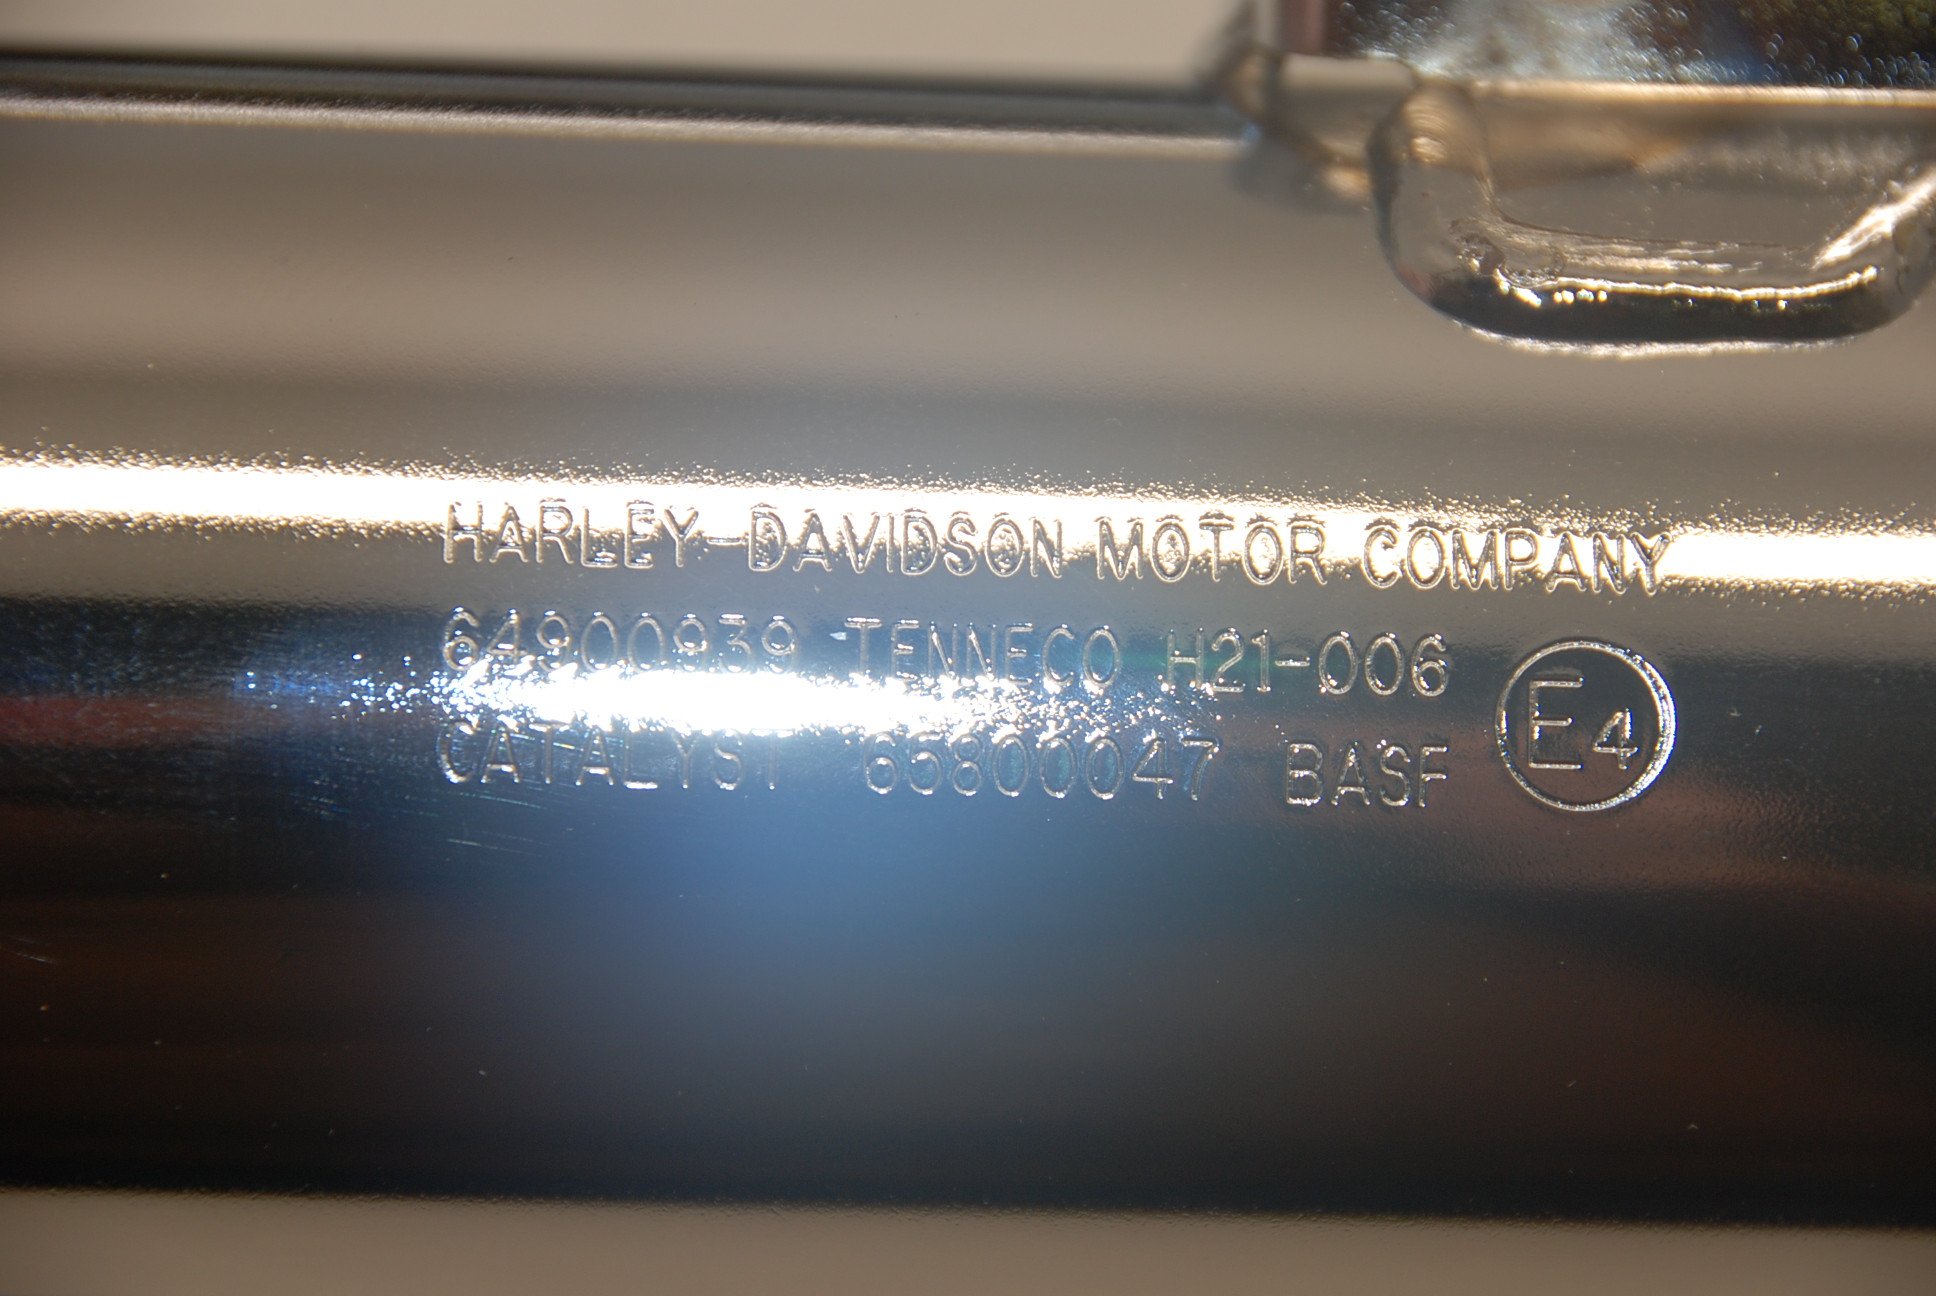 HARLEY-DAVIDSON MOTOR COMPANY
64900939 TENNECO H21-006
CATALYST 65800047 BASF
E4